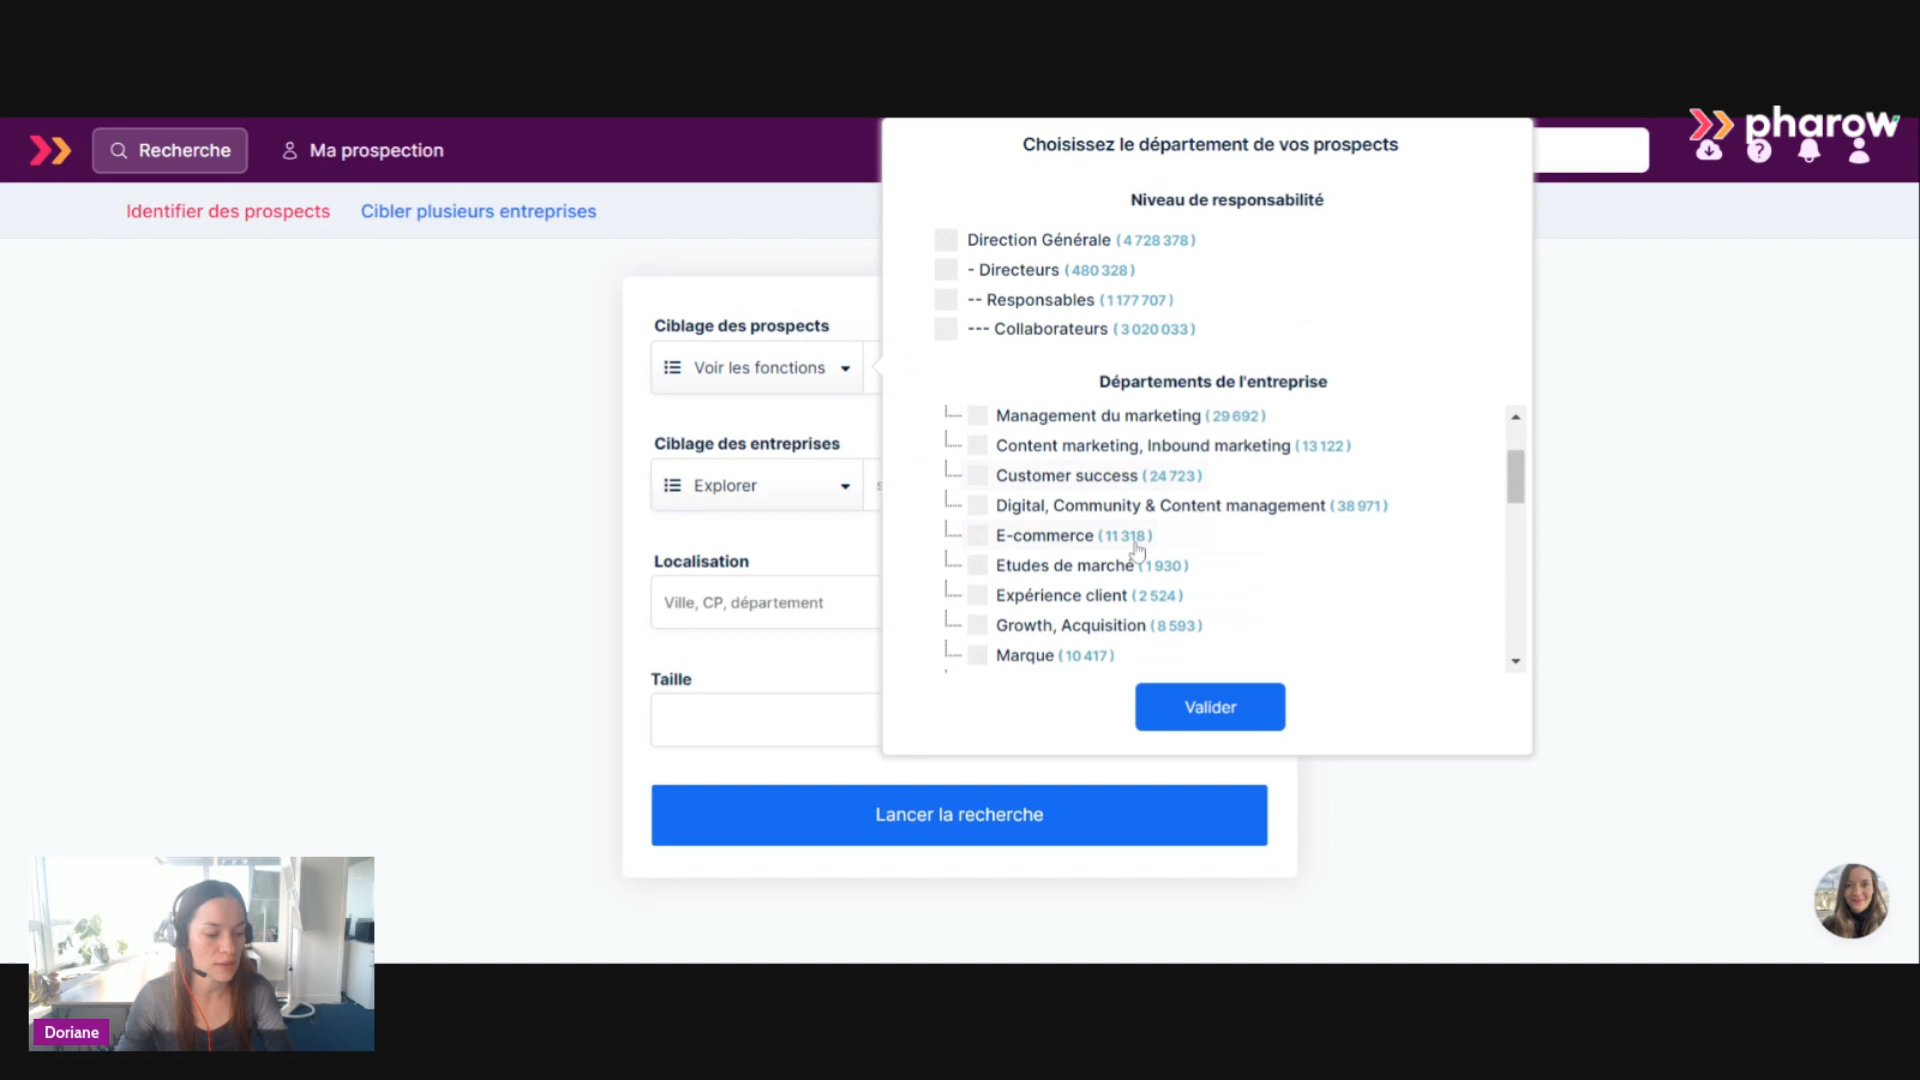 pharow
Recherche
Ma prospection
Identifier des prospects
Cibler plusieurs entreprises
Choisissez le département de vos prospects
Niveau de responsabilité
Direction Générale (4 728 378)
- Directeurs (480 328)
-- Responsables (1 177 707)
--- Collaborateurs (3 020 033)
Départements de l'entreprise
Management du marketing (29 692)
Content marketing, Inbound marketing (13 122)
Customer success (24 723)
Digital, Community & Content management (38 971)
E-commerce (11 318)
Etudes de marché (1 930)
Expérience client (2 524)
Growth, Acquisition (8 593)
Marque (10 417)
Valider
Ciblage des prospects
Voir les fonctions
Ciblage des entreprises
Explorer
Localisation
Ville, CP, département
Taille
Lancer la recherche
Doriane